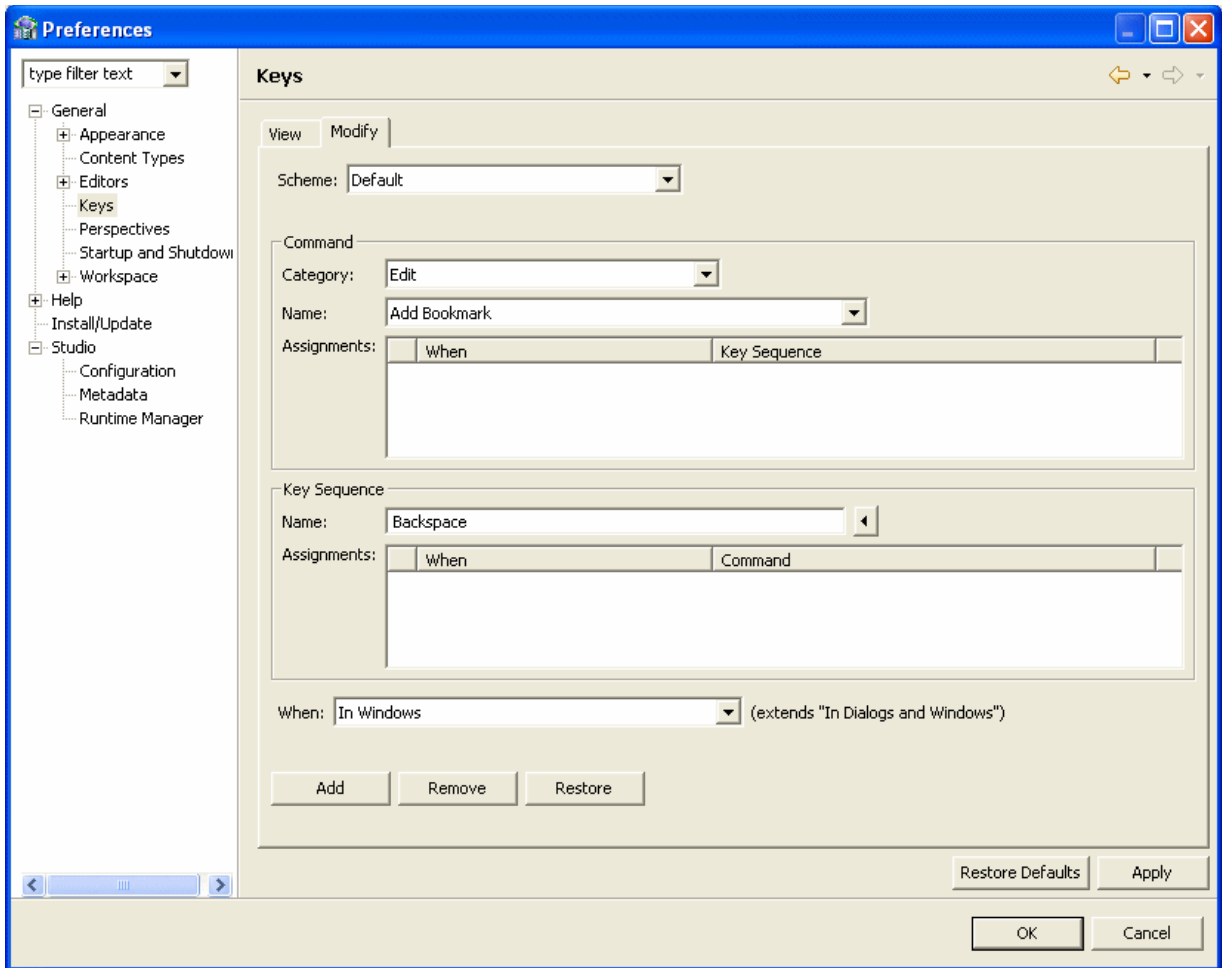 Preferences
type filter text
General
Appearance
Content Types
Editors
Keys
Perspectives
Startup and Shutdow
Workspace
Help
Install/Update
Studio
Configuration
Metadata
Runtime Manager
Keys
View Modify
Scheme: Default
Command
Category: Edit
Name: Add Bookmark
Assignments: When Key Sequence
Key Sequence
Name: Backspace
Assignments: When Command
When: In Windows (extends "In Dialogs and Windows")
Add Remove Restore
Restore Defaults Apply
OK Cancel